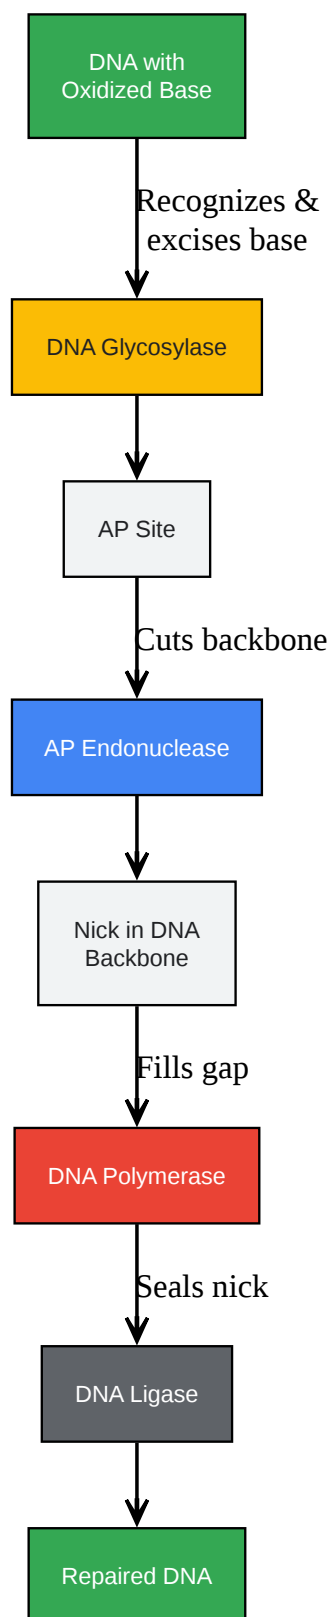 DNA with
Oxidized Base
Recognizes &
excises base
DNA Glycosylase
AP Site
Cuts backbone
AP Endonuclease
Nick in DNA
Backbone
Fills gap
DNA Polymerase
Seals nick
DNA Ligase
Repaired DNA